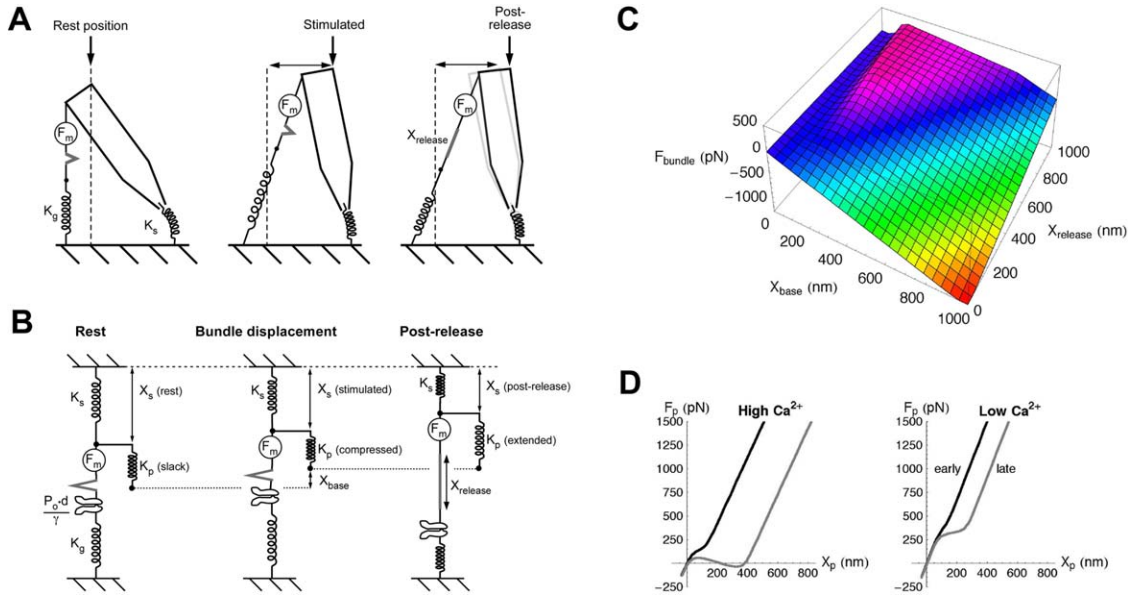 A
Rest position
Stimulated
Post-
release
Fm
Fm
Fm
Xrelease
Kg
Ks
B
Rest
Bundle displacement
Post-release
Ks
Xs (rest)
Ks
Xs (stimulated)
Ks
Xs (post-release)
Fm
Kp (slack)
Fm
Kp (compressed)
Fm
Kp (extended)
Xbase
Xrelease
Po·d
γ
Kg
C
500
0
-500
-1000
Fbundle (pN)
0
200
400
600
800
1000
Xbase (nm)
0
200
400
600
800
1000
Xrelease (nm)
D
Fp (pN)
High Ca2+
1500
1250
1000
750
500
250
-250
200 400 600 800
Xp (nm)
Fp (pN)
Low Ca2+
1500
1250
1000
750
500
250
-250
early
late
200 400 600 800
Xp (nm)